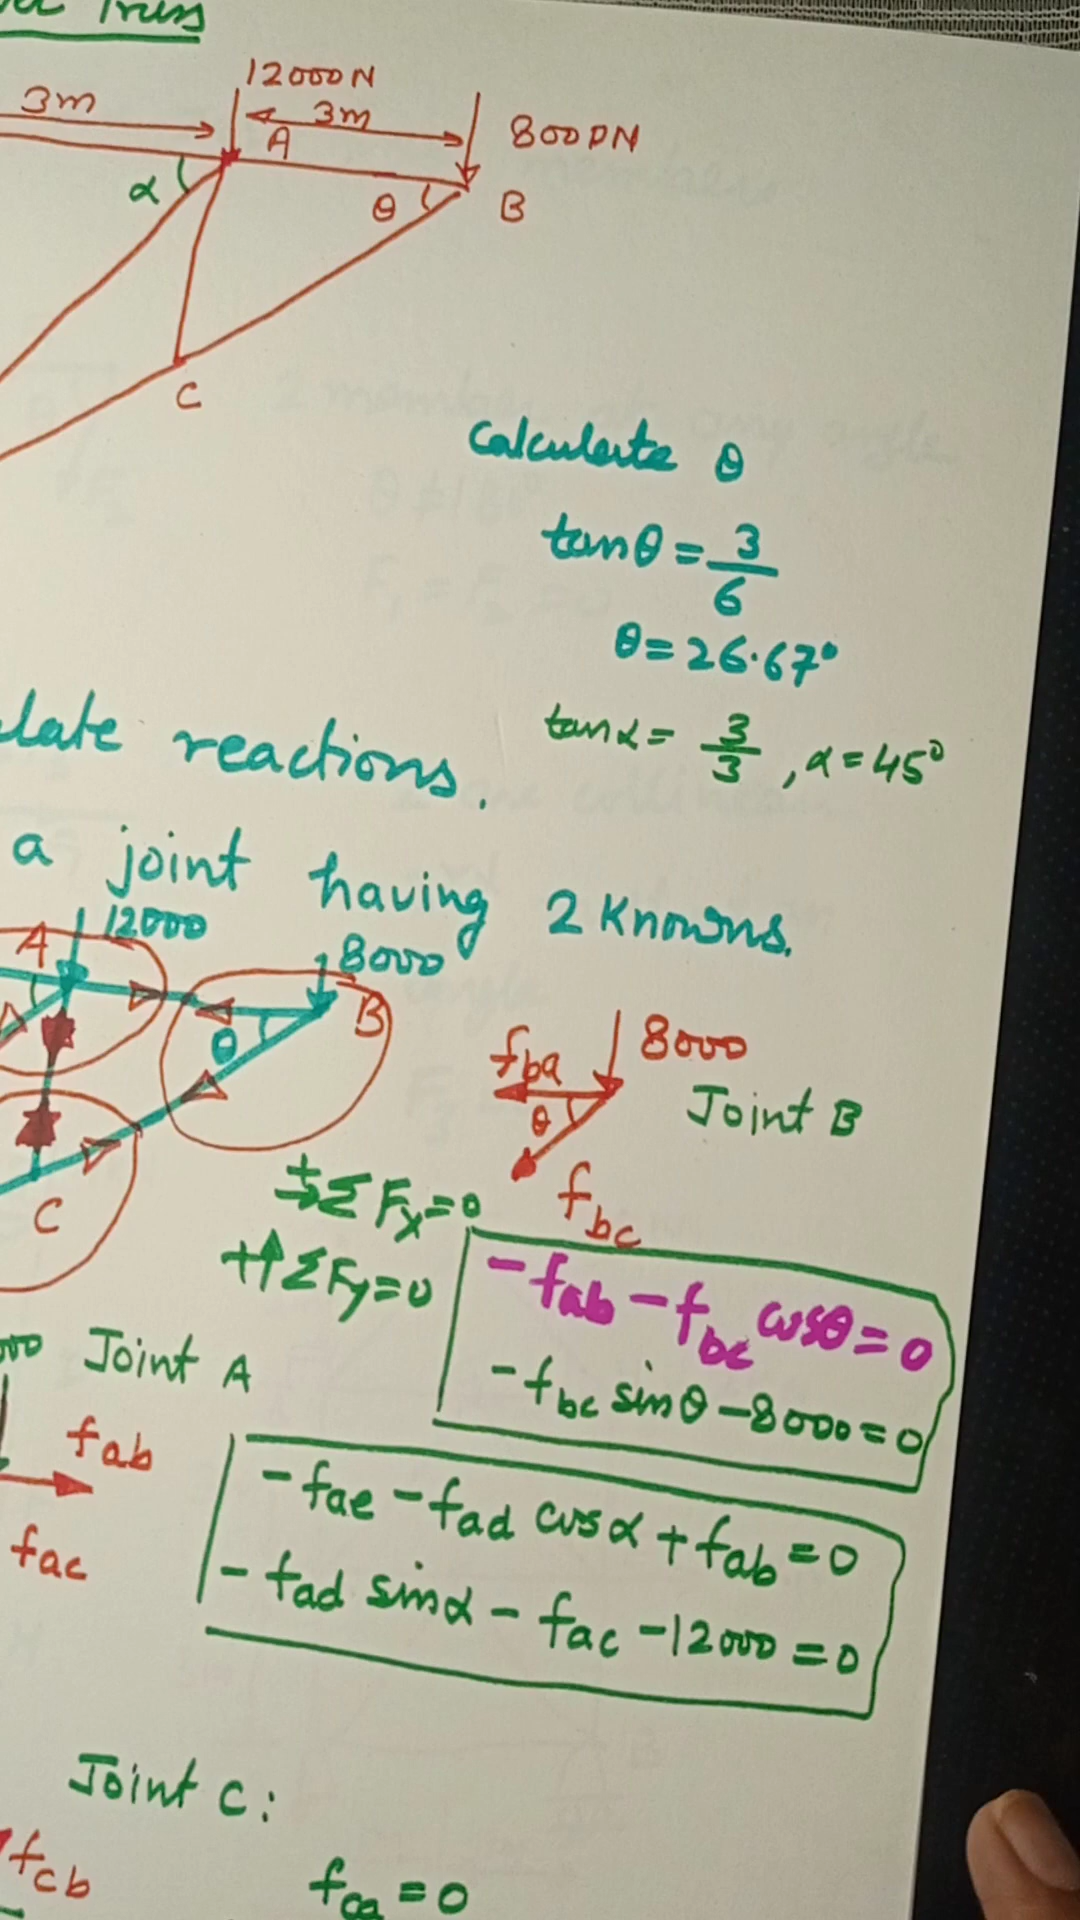 Truss
12000N
3m
3m
A
8000N
α
θ
B
C
Calculate θ
tanθ = 3/6
θ = 26.67°
tanα = 3/3 , α = 45°
late reactions.
a joint having 2 Knowns.
A
12000
8000
B
θ
C
fba
8000
θ
Joint B
fbc
+→ΣFx=0
+↑ΣFy=0
-fab - fbc cosθ = 0
-fbc sinθ - 8000 = 0
Joint A
fab
fac
-fae - fad cosα + fab = 0
-fad sinα - fac - 12000 = 0
Joint C:
fcb
fca = 0